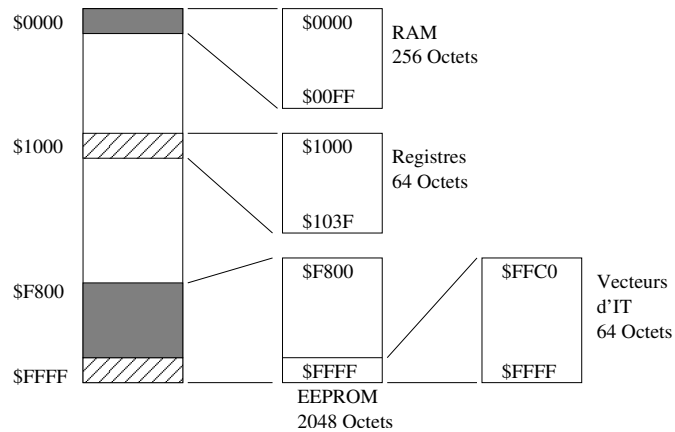 $0000
$0000
RAM
256 Octets
$00FF
$1000
$1000
Registres
64 Octets
$103F
$F800
$F800
$FFC0
Vecteurs
d'IT
64 Octets
$FFFF
$FFFF
$FFFF
EEPROM
2048 Octets